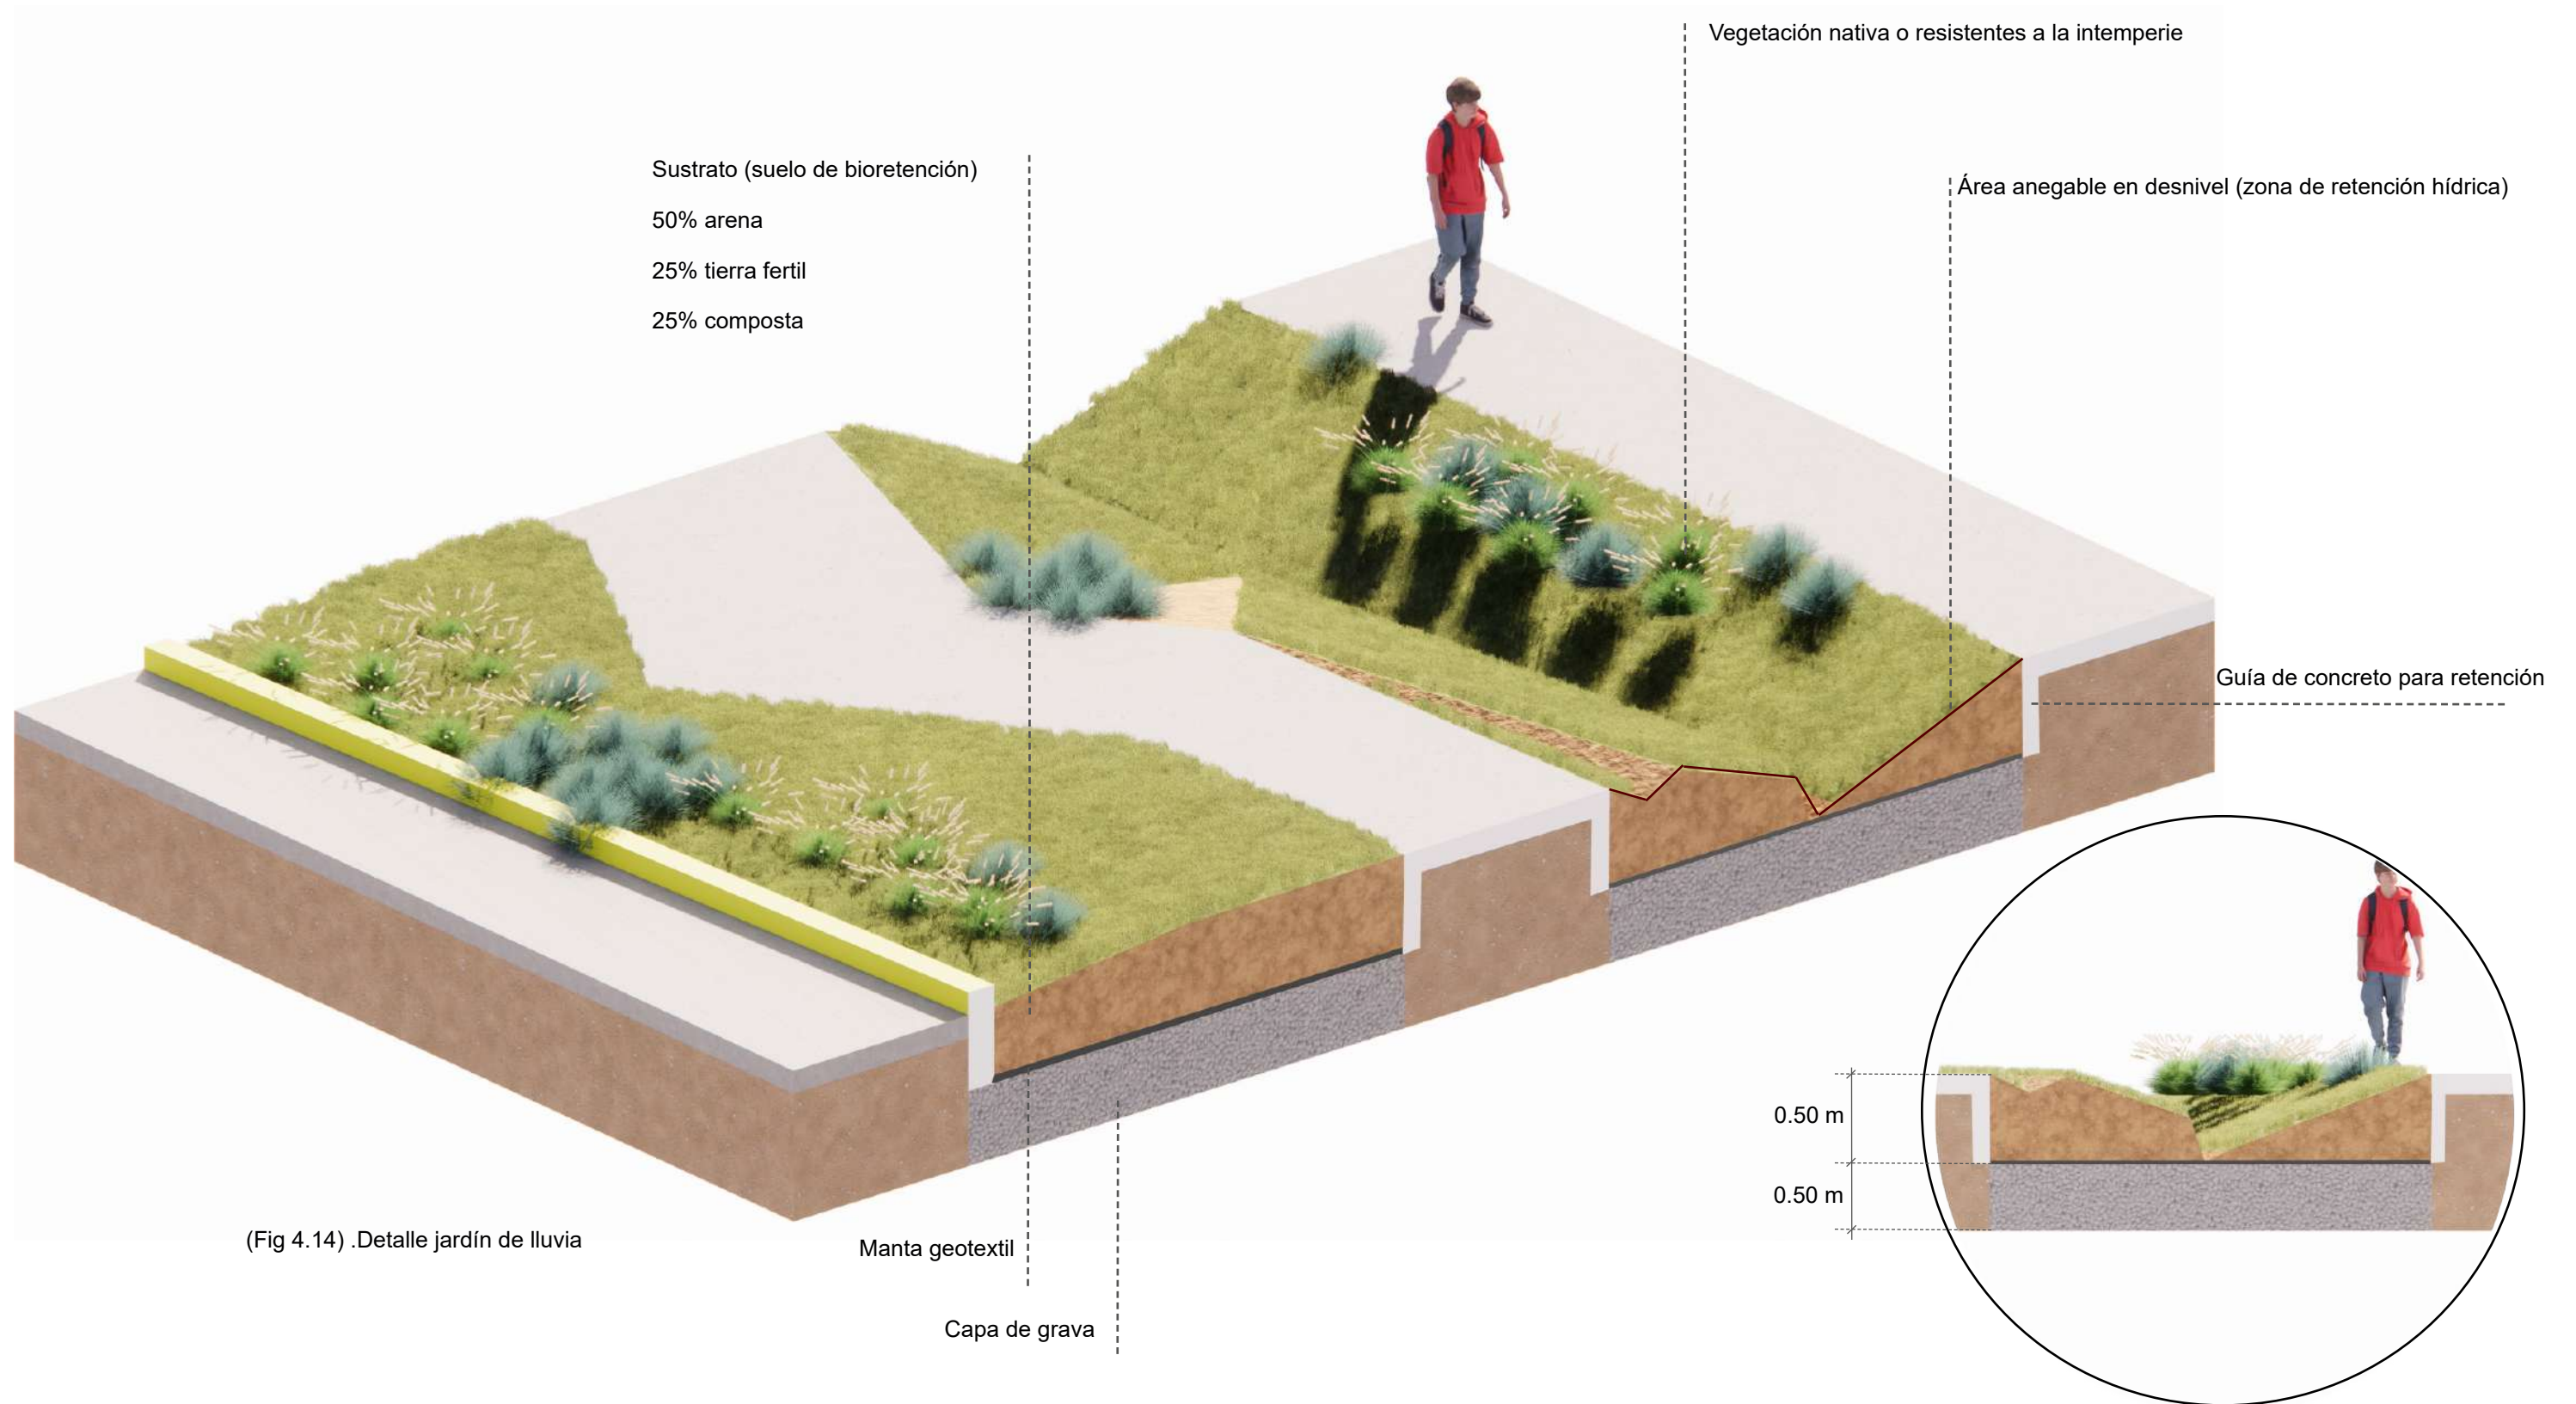 Vegetación nativa o resistentes a la intemperie
Sustrato (suelo de bioretención)
50% arena
25% tierra fertil
25% composta
Área anegable en desnivel (zona de retención hídrica)
Guía de concreto para retención
0.50 m
0.50 m
(Fig 4.14) .Detalle jardín de lluvia
Manta geotextil
Capa de grava